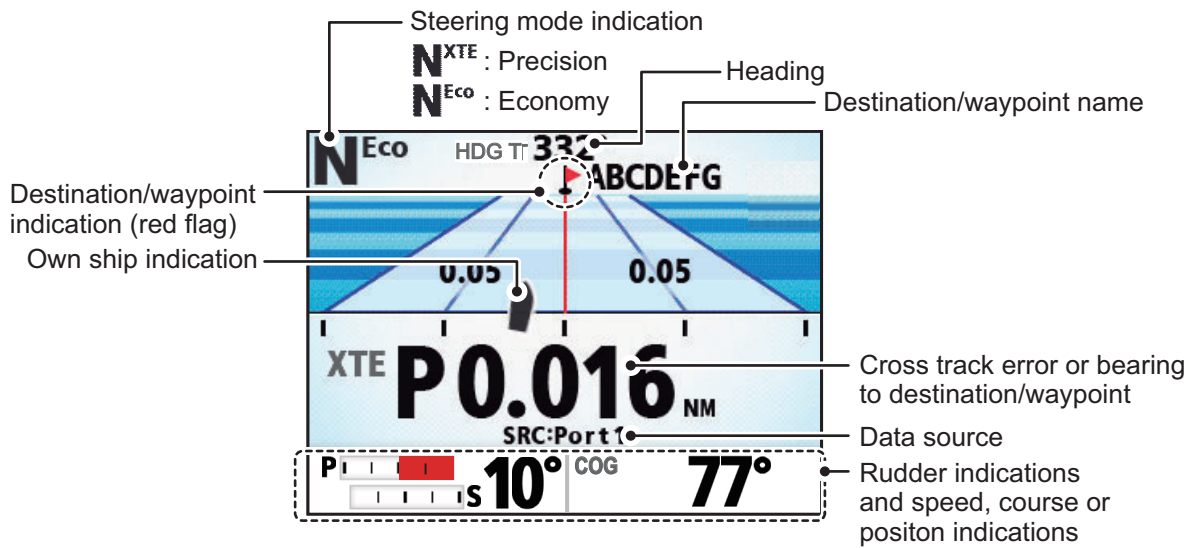 Steering mode indication
N XTE : Precision
N Eco : Economy
Heading
Destination/waypoint name
N Eco
HDG T 332°
ABCDEFG
Destination/waypoint
indication (red flag)
Own ship indication
0.05 0.05
XTE P 0.016 NM
Cross track error or bearing
to destination/waypoint
SRC:Port1
Data source
P S 10° COG 77°
Rudder indications
and speed, course or
positon indications